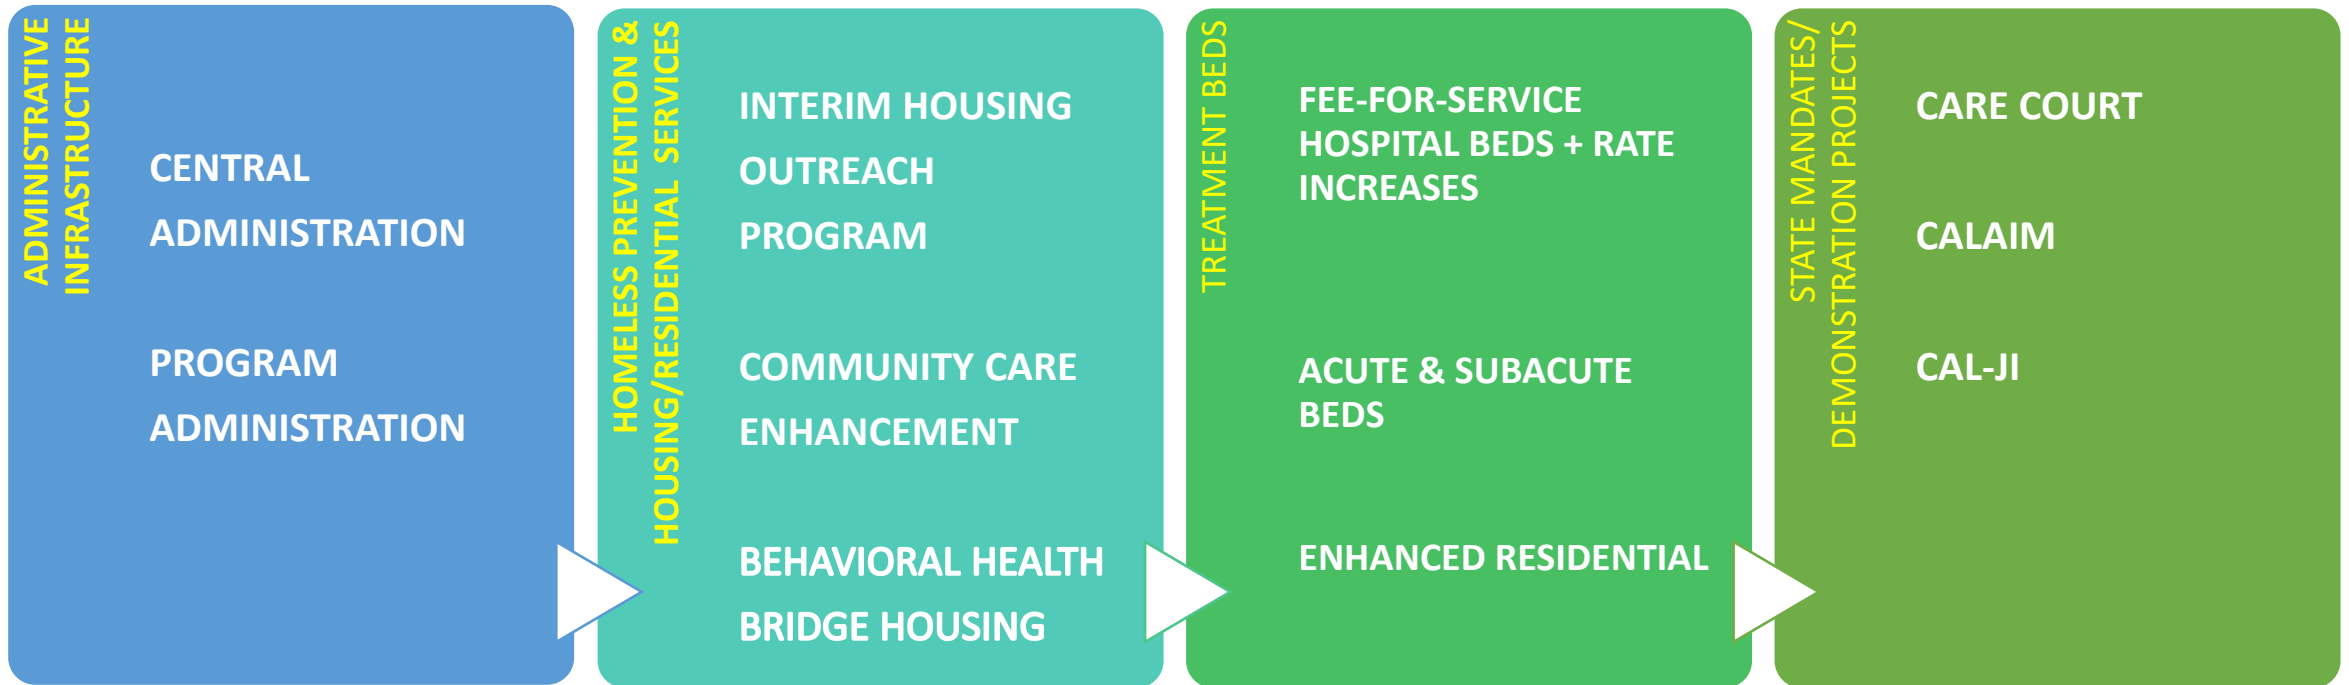 ADMINISTRATIVE
INFRASTRUCTURE
CENTRAL
ADMINISTRATION
PROGRAM
ADMINISTRATION
HOMELESS PREVENTION &
HOUSING/RESIDENTIAL SERVICES
INTERIM HOUSING
OUTREACH
PROGRAM
COMMUNITY CARE
ENHANCEMENT
BEHAVIORAL HEALTH
BRIDGE HOUSING
TREATMENT BEDS
FEE-FOR-SERVICE
HOSPITAL BEDS + RATE
INCREASES
ACUTE & SUBACUTE
BEDS
ENHANCED RESIDENTIAL
STATE MANDATES/
DEMONSTRATION PROJECTS
CARE COURT
CALAIM
CAL-JI